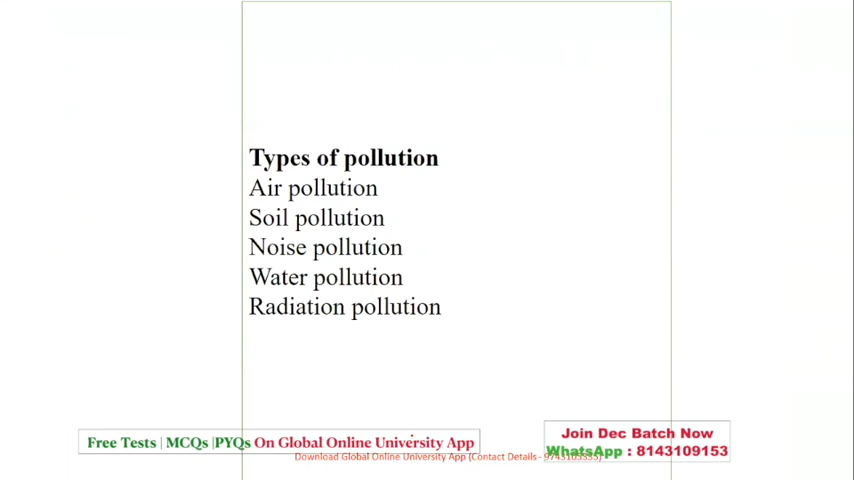 Types of pollution
Air pollution
Soil pollution
Noise pollution
Water pollution
Radiation pollution
Free Tests | MCQs |PYQs On Global Online University App
Join Dec Batch Now
WhatsApp : 8143109153
Download Global Online University App (Contact Details -